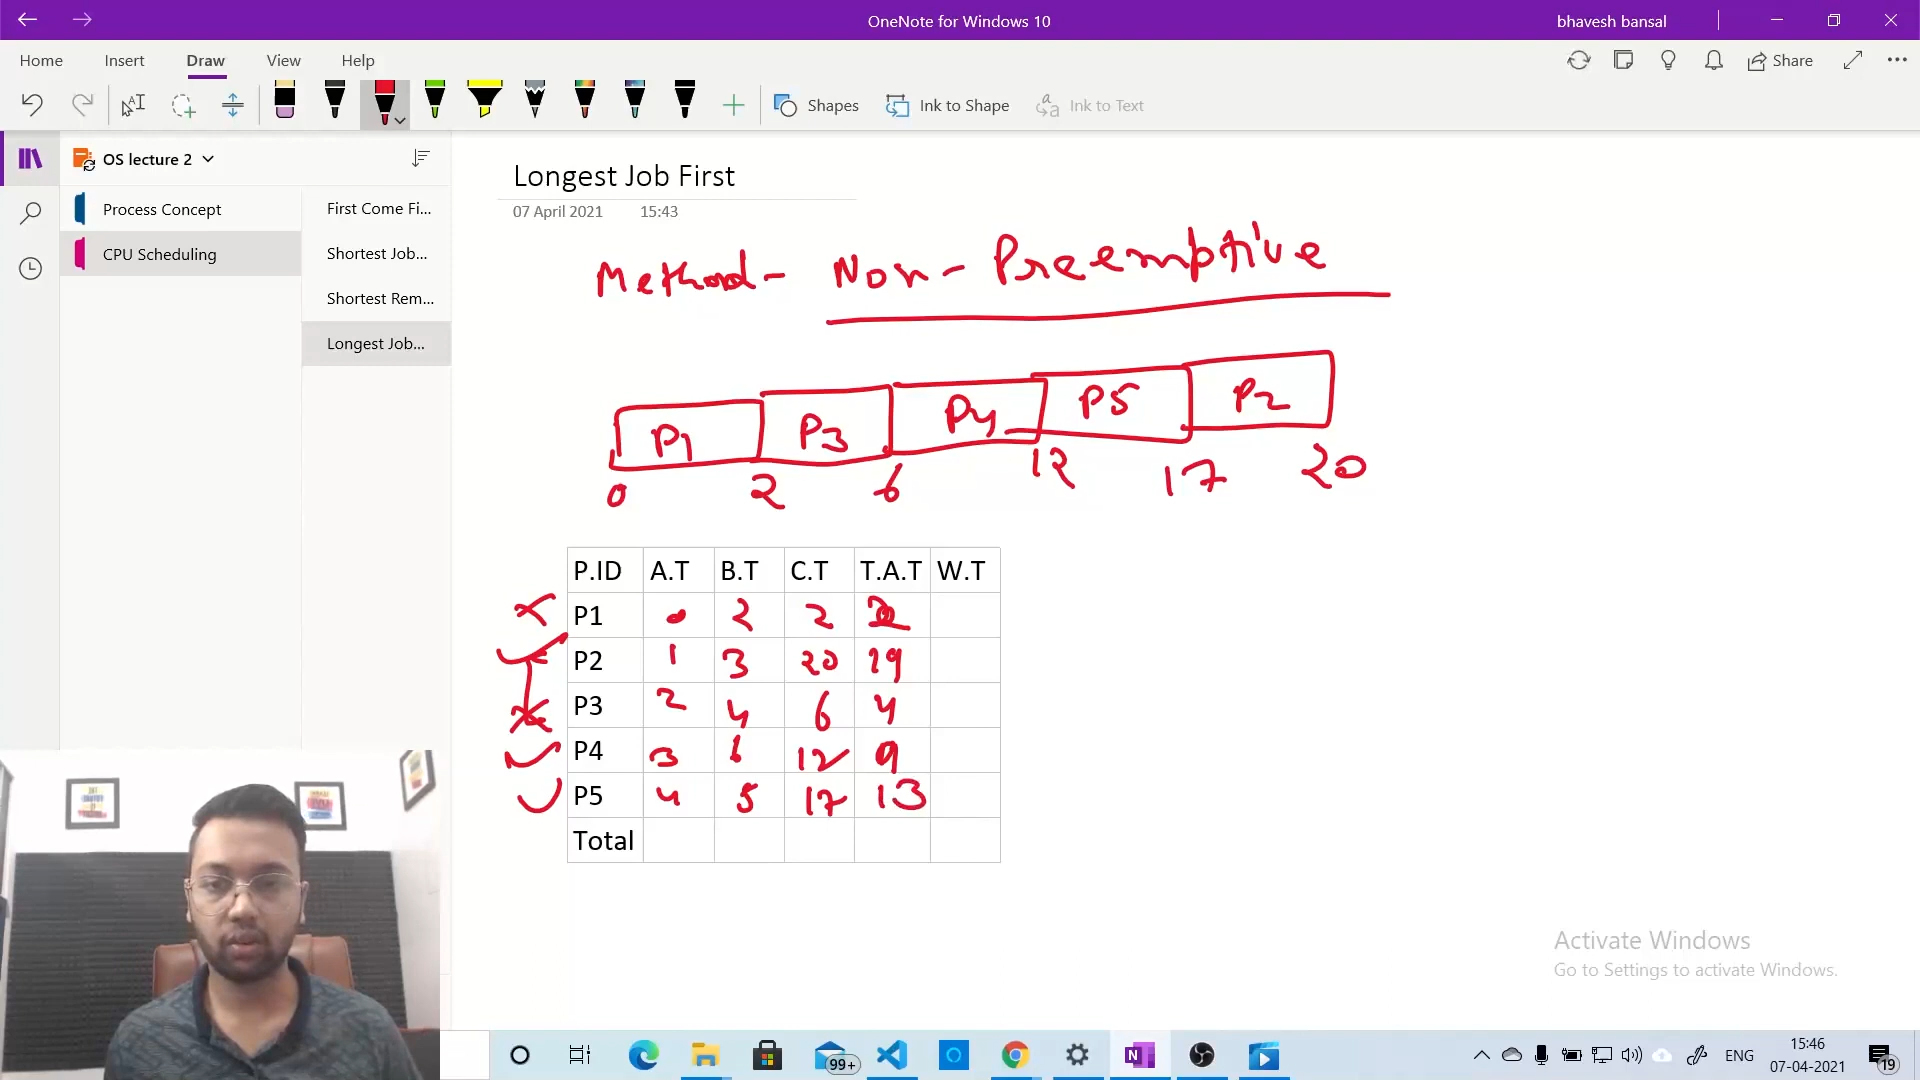 OneNote for Windows 10
bhavesh bansal
Home Insert Draw View Help
Share
Shapes Ink to Shape Ink to Text
OS lecture 2
Process Concept
CPU Scheduling
First Come Fi...
Shortest Job...
Shortest Rem...
Longest Job...
Longest Job First
07 April 2021 15:43
Method - Non-Preemptive
P1 P3 P4 P5 P2
0 2 6 12 17 20
P.ID A.T B.T C.T T.A.T W.T
P1 0 2 2 2
P2 1 3 20 19
P3 2 4 6 4
P4 3 6 12 9
P5 4 5 17 13
Total
Activate Windows
Go to Settings to activate Windows.
99+
ENG
15:46
07-04-2021
19